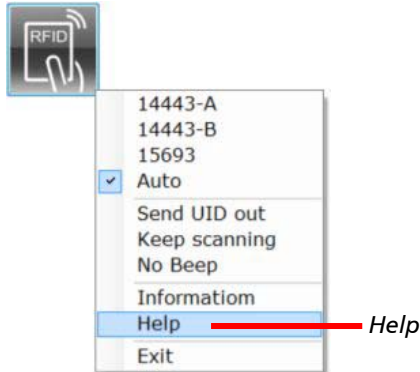 RFID
14443-A
14443-B
15693
Auto
Send UID out
Keep scanning
No Beep
Informatiom
Help
Help
Exit